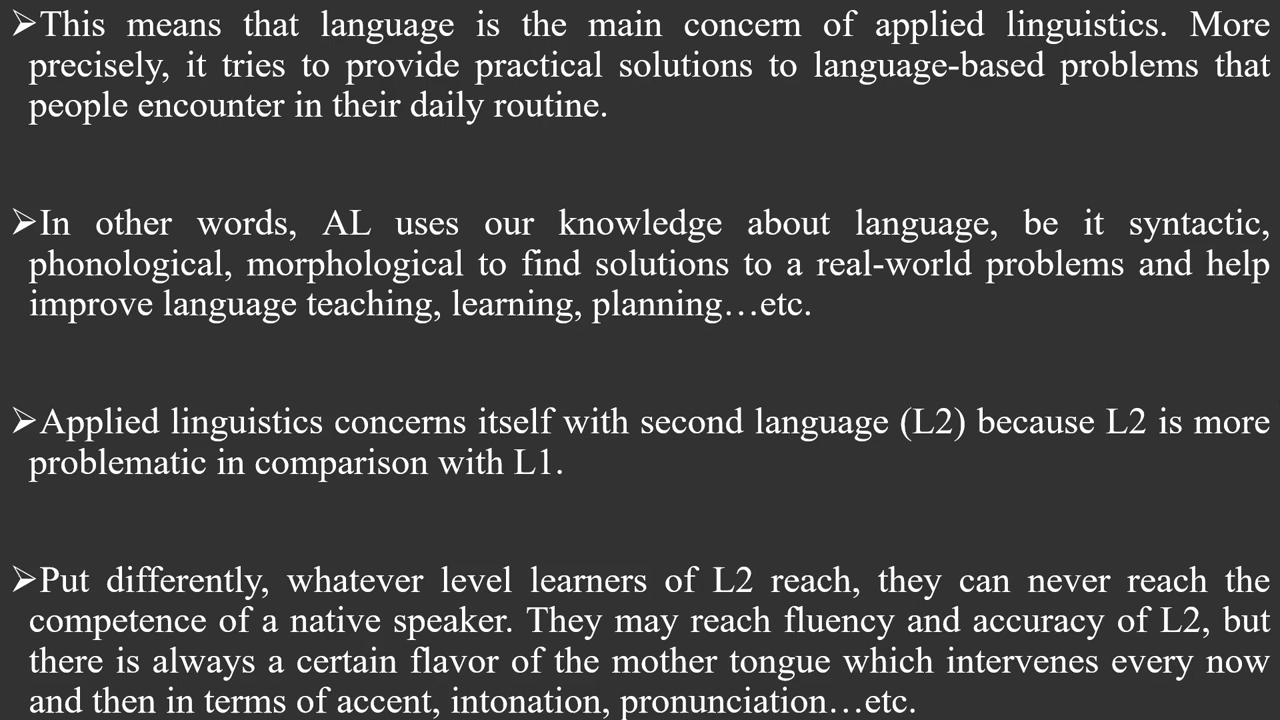 ➢This means that language is the main concern of applied linguistics. More
precisely, it tries to provide practical solutions to language-based problems that
people encounter in their daily routine.
➢In other words, AL uses our knowledge about language, be it syntactic,
phonological, morphological to find solutions to a real-world problems and help
improve language teaching, learning, planning…etc.
➢Applied linguistics concerns itself with second language (L2) because L2 is more
problematic in comparison with L1.
➢Put differently, whatever level learners of L2 reach, they can never reach the
competence of a native speaker. They may reach fluency and accuracy of L2, but
there is always a certain flavor of the mother tongue which intervenes every now
and then in terms of accent, intonation, pronunciation…etc.